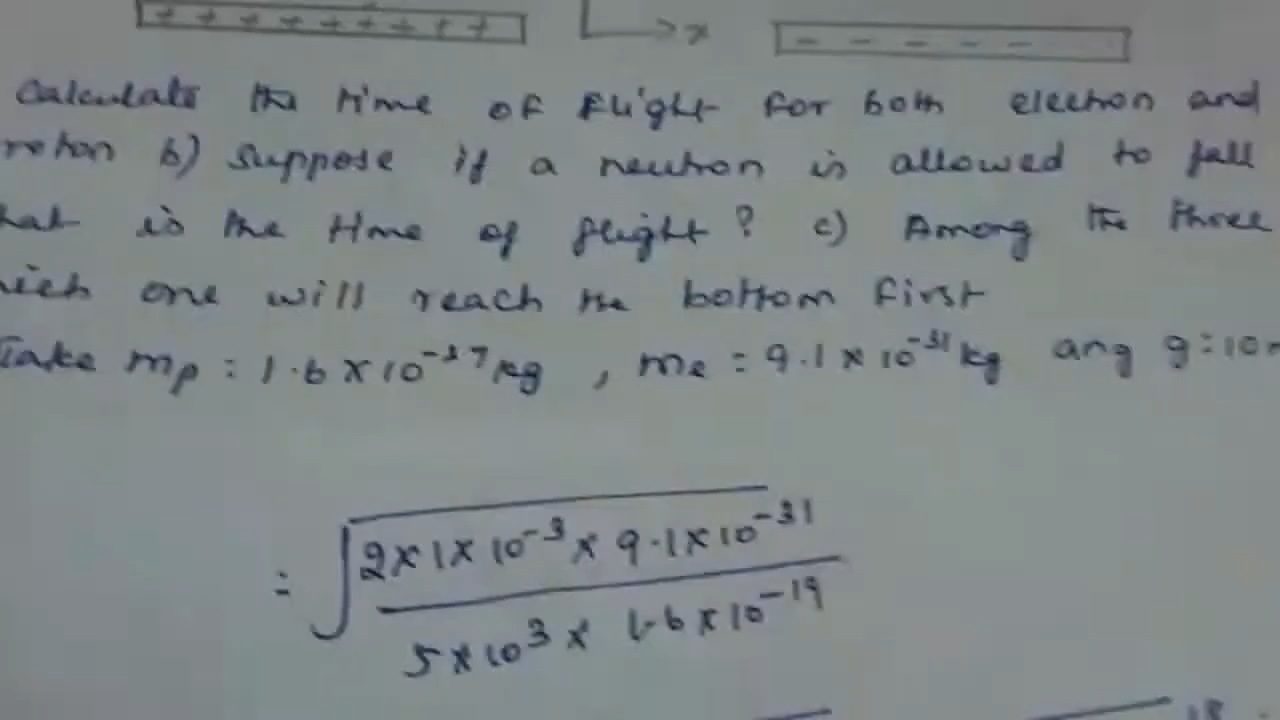 + + + + + + + + x - - - - -
Calculate the time of flight for both electron and
roton b) suppose if a neutron is allowed to fall
hat is the time of flight ? c) Among the three
hich one will reach the bottom first
Take mp = 1.6 x 10^-27 kg , me = 9.1 x 10^-31 kg ang g = 10
= √(2 x 1 x 10^-3 x 9.1 x 10^-31
5 x 10^3 x 1.6 x 10^-19)